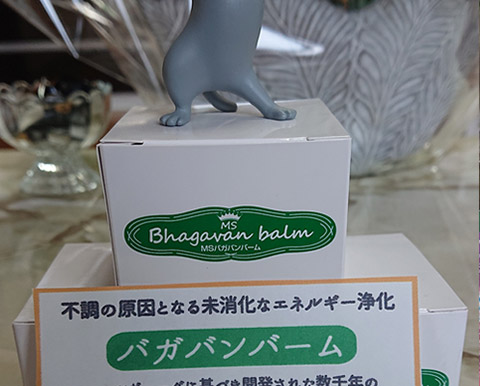 MS
Bhagavan balm
MSバガバンバーム
不調の原因となる未消化なエネルギー浄化
バガバンバーム
に基づき開発された数千年の